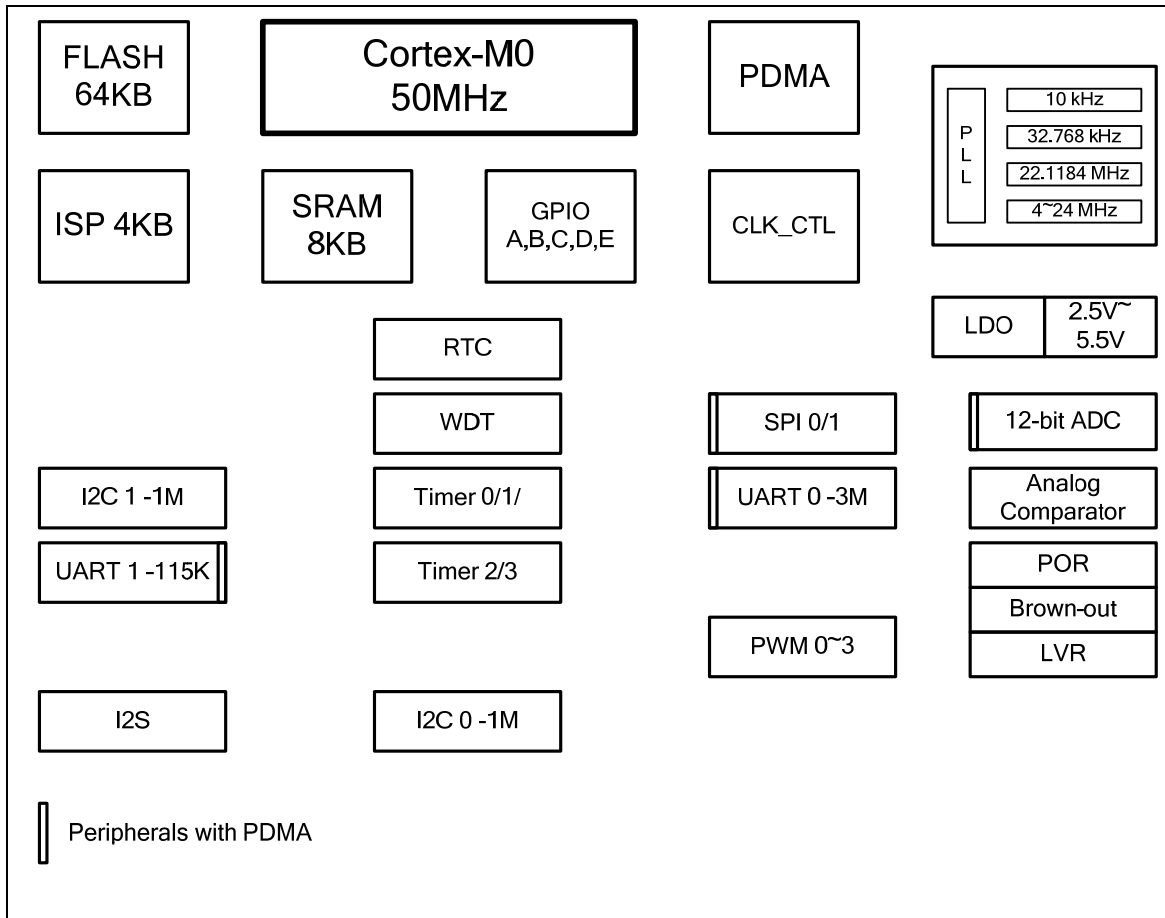 FLASH
64KB
Cortex-M0
50MHz
PDMA
P
L
L
10 kHz
32.768 kHz
22.1184 MHz
4~24 MHz
ISP 4KB
SRAM
8KB
GPIO
A,B,C,D,E
CLK_CTL
LDO
2.5V~
5.5V
RTC
WDT
SPI 0/1
12-bit ADC
I2C 1 -1M
Timer 0/1/
UART 0 -3M
Analog
Comparator
UART 1 -115K
Timer 2/3
POR
Brown-out
PWM 0~3
LVR
I2S
I2C 0 -1M
Peripherals with PDMA